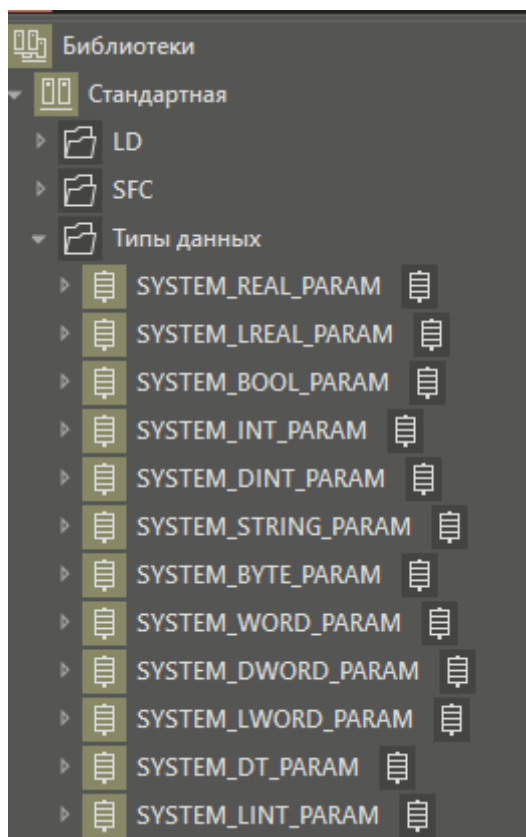 Библиотеки
Стандартная
LD
SFC
Типы данных
SYSTEM_REAL_PARAM
SYSTEM_LREAL_PARAM
SYSTEM_BOOL_PARAM
SYSTEM_INT_PARAM
SYSTEM_DINT_PARAM
SYSTEM_STRING_PARAM
SYSTEM_BYTE_PARAM
SYSTEM_WORD_PARAM
SYSTEM_DWORD_PARAM
SYSTEM_LWORD_PARAM
SYSTEM_DT_PARAM
SYSTEM_LINT_PARAM